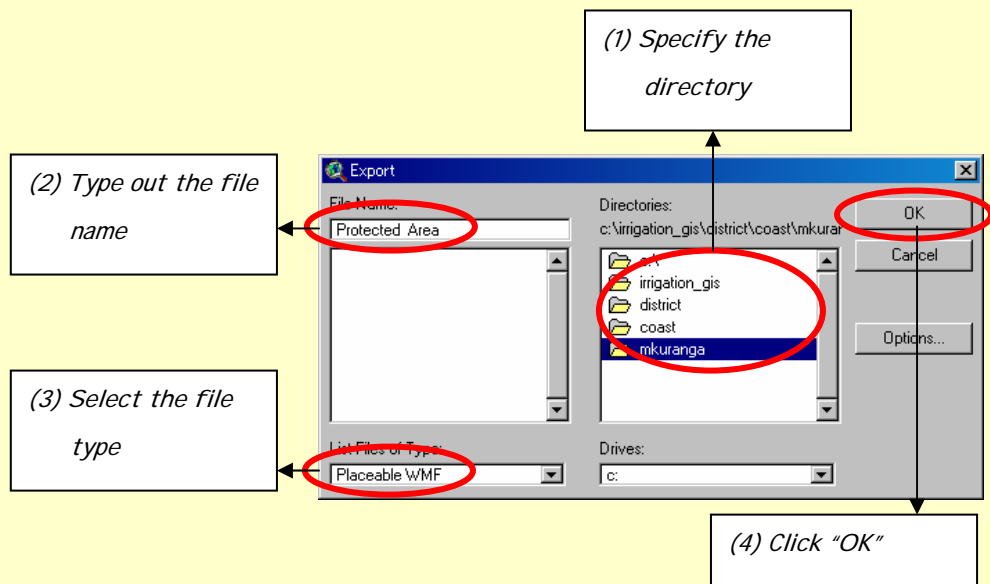 (1) Specify the
directory
(2) Type out the file
name
Export
File Name:
Protected Area
Directories:
c:\irrigation_gis\district\coast\mkurar
OK
Cancel
c:\
irrigation_gis
district
coast
mkuranga
Options...
(3) Select the file
type
List Files of Type:
Placeable WMF
Drives:
c:
(4) Click “OK”